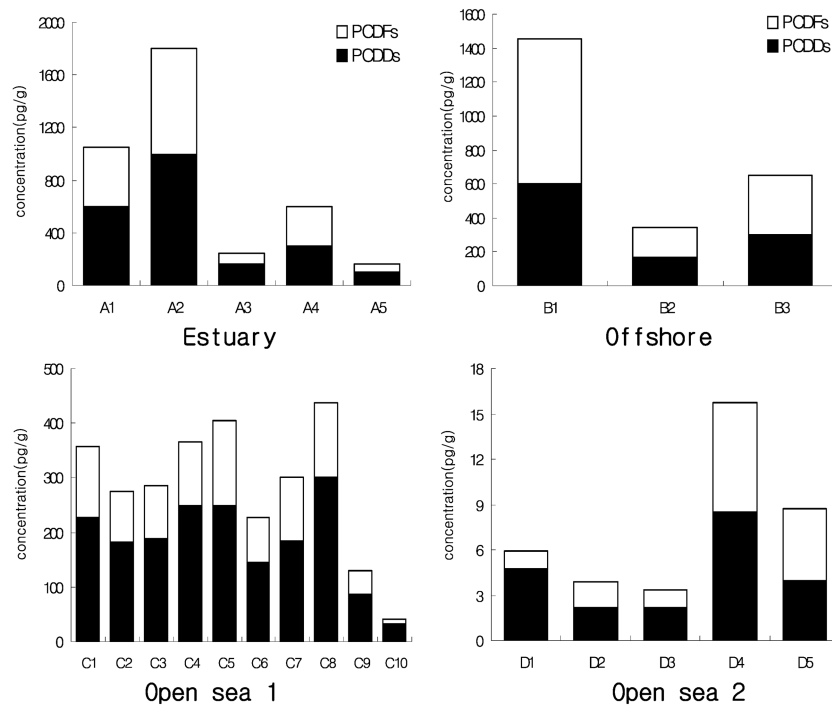 2000
1600
1200
800
400
0
concentration(pg/g)
PCDFs
PCDDs
A1 A2 A3 A4 A5
Estuary
1600
1400
1200
1000
800
600
400
200
0
concentration(pg/g)
PCDFs
PCDDs
B1 B2 B3
Offshore
500
400
300
200
100
0
concentration(pg/g)
C1 C2 C3 C4 C5 C6 C7 C8 C9 C10
Open sea 1
18
15
12
9
6
3
0
concentration(pg/g)
D1 D2 D3 D4 D5
Open sea 2